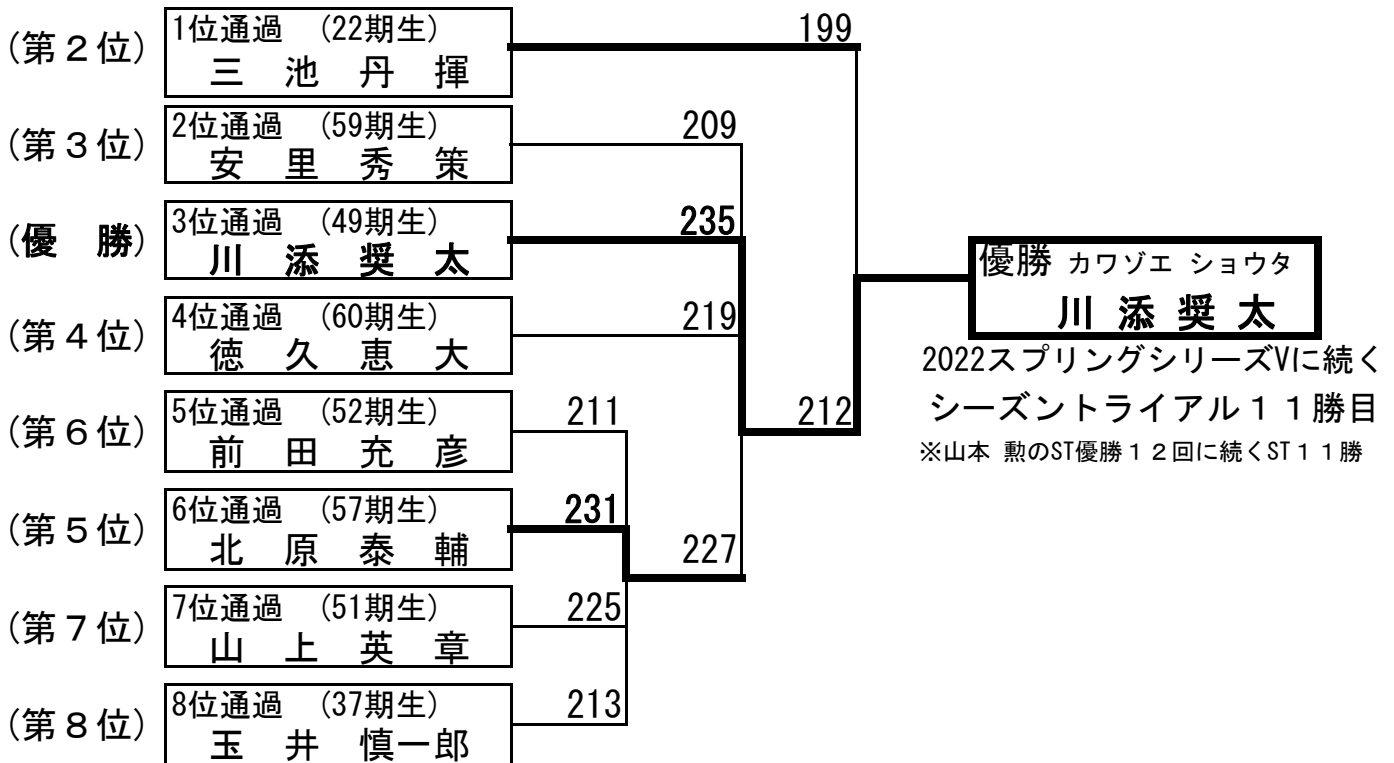 (第２位)
1位通過 (22期生)
三池丹揮
199
(第３位)
2位通過 (59期生)
安里秀策
209
(優勝)
3位通過 (49期生)
川添奨太
235
(第４位)
4位通過 (60期生)
徳久恵大
219
(第６位)
5位通過 (52期生)
前田充彦
211
(第５位)
6位通過 (57期生)
北原泰輔
231
(第７位)
7位通過 (51期生)
山上英章
225
(第８位)
8位通過 (37期生)
玉井慎一郎
213
227
212
優勝 カワゾエ ショウタ
川添奨太
2022スプリングシリーズVに続く
シーズントライアル１１勝目
※山本 勲のST優勝１２回に続くST１１勝